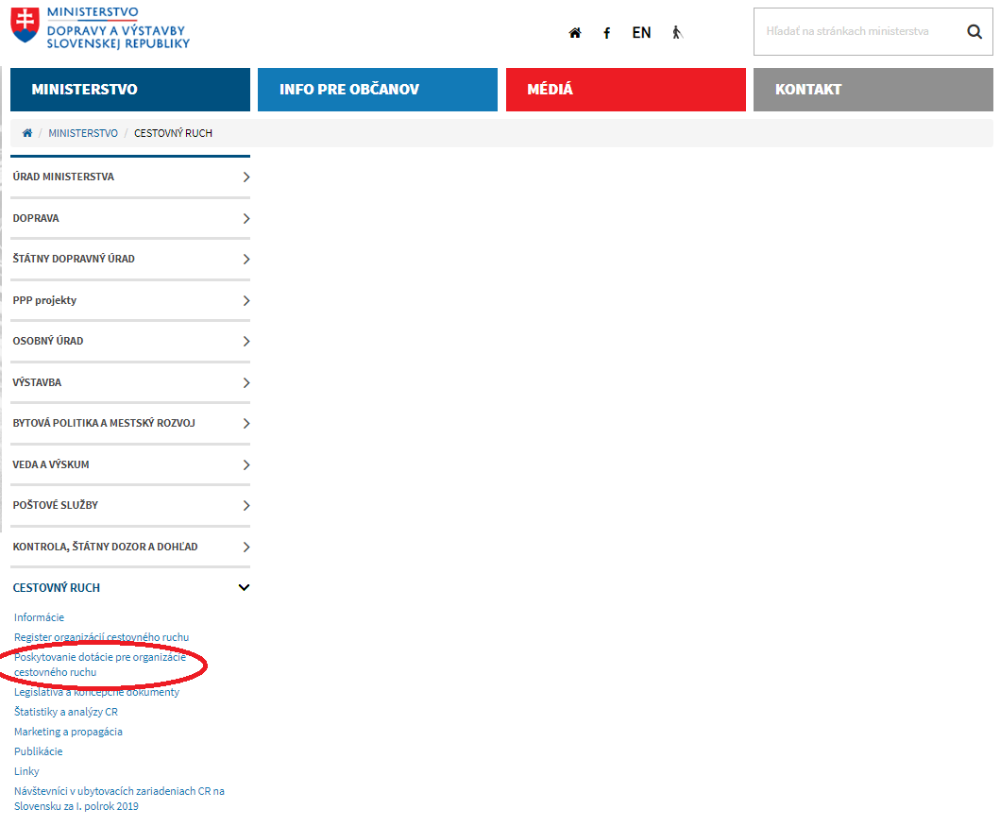 MINISTERSTVO
DOPRAVY A VÝSTAVBY
SLOVENSKEJ REPUBLIKY
EN
Hľadať na stránkach ministerstva
MINISTERSTVO
INFO PRE OBČANOV
MÉDIÁ
KONTAKT
/ MINISTERSTVO / CESTOVNÝ RUCH
ÚRAD MINISTERSTVA
DOPRAVA
ŠTÁTNY DOPRAVNÝ ÚRAD
PPP projekty
OSOBNÝ ÚRAD
VÝSTAVBA
BYTOVÁ POLITIKA A MESTSKÝ ROZVOJ
VEDA A VÝSKUM
POŠTOVÉ SLUŽBY
KONTROLA, ŠTÁTNY DOZOR A DOHĽAD
CESTOVNÝ RUCH
Informácie
Register organizácií cestovného ruchu
Poskytovanie dotácie pre organizácie
cestovného ruchu
Legislatíva a koncepčné dokumenty
Štatistiky a analýzy CR
Marketing a propagácia
Publikácie
Linky
Návštevníci v ubytovacích zariadeniach CR na
Slovensku za I. polrok 2019